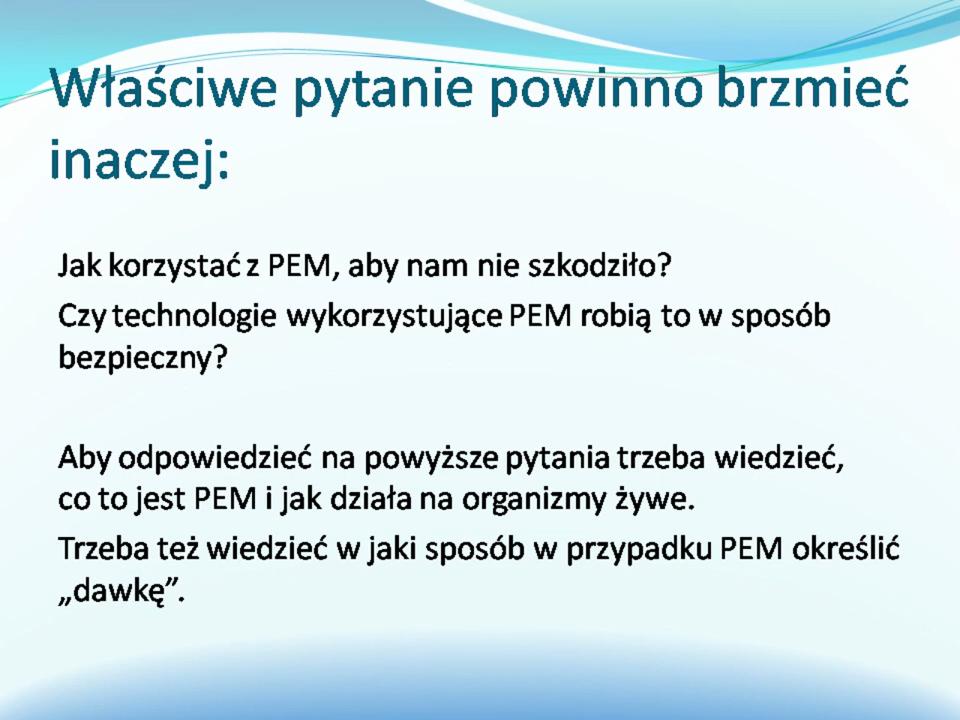 Właściwe pytanie powinno brzmieć
inaczej:
Jak korzystać z PEM, aby nam nie szkodziło?
Czy technologie wykorzystujące PEM robią to w sposób
bezpieczny?
Aby odpowiedzieć na powyższe pytania trzeba wiedzieć,
co to jest PEM i jak działa na organizmy żywe.
Trzeba też wiedzieć w jaki sposób w przypadku PEM określić
„dawkę”.